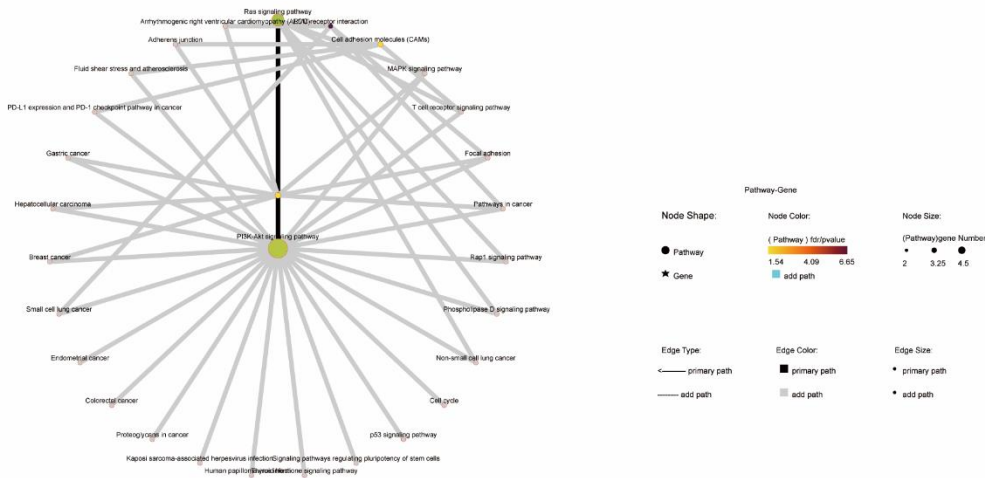 Ras signaling pathway
Arrhythmogenic right ventricular cardiomyopathy
receptor interaction
Adherens junction
Cell adhesion molecules (CAMs)
Fluid shear stress and atherosclerosis
MAPK signaling pathway
PD-L1 expression and PD-1 checkpoint pathway in cancer
T cell receptor signaling pathway
Gastric cancer
Focal adhesion
Hepatocellular carcinoma
Pathways in cancer
PI3K-Akt signaling pathway
Breast cancer
Rap1 signaling pathway
Small cell lung cancer
Phospholipase D signaling pathway
Endometrial cancer
Non-small cell lung cancer
Colorectal cancer
Cell cycle
Proteoglycans in cancer
p53 signaling pathway
Kaposi sarcoma-associated herpesvirus infection
Signaling pathways regulating pluripotency of stem cells
Human
signaling pathway
Pathway-Gene
Node Shape:
Node Color:
Node Size:
Pathway
( Pathway ) fdr/pvalue
(Pathway)gene Number
1.54 4.09 6.65
2 3.25 4.5
Gene
add path
Edge Type:
Edge Color:
Edge Size:
primary path
primary path
primary path
add path
add path
add path